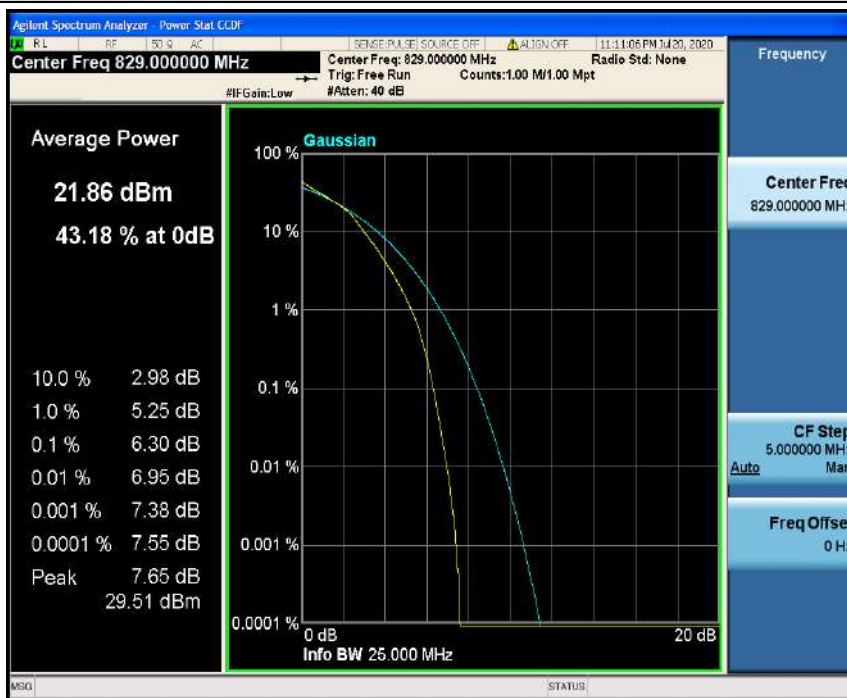 Agilent Spectrum Analyzer - Power Stat CCDF
RL RF 50 Ω AC SENSE:PULSE SOURCE OFF ALIGN OFF 11:11:06 PM Jul 20, 2020
Center Freq 829.000000 MHz
Center Freq: 829.000000 MHz Radio Std: None
Trig: Free Run Counts:1.00 M/1.00 Mpt
#IFGain:Low #Atten: 40 dB
Frequency
Average Power
21.86 dBm
43.18 % at 0dB
10.0 % 2.98 dB
1.0 % 5.25 dB
0.1 % 6.30 dB
0.01 % 6.95 dB
0.001 % 7.38 dB
0.0001 % 7.55 dB
Peak 7.65 dB
29.51 dBm
Gaussian
100 %
10 %
1 %
0.1 %
0.01 %
0.001 %
0.0001 %
0 dB 20 dB
Info BW 25.000 MHz
Center Fre
829.000000 MH
CF Step
5.000000 MH
Auto Ma
Freq Offse
0 H
MSG STATUS